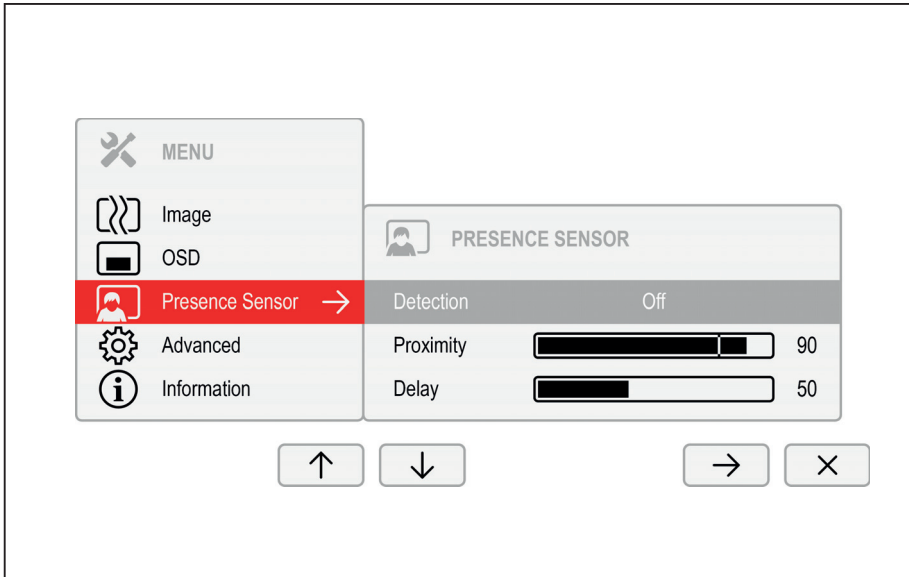 MENU
Image
OSD
Presence Sensor
Advanced
Information
PRESENCE SENSOR
Detection Off
Proximity 90
Delay 50